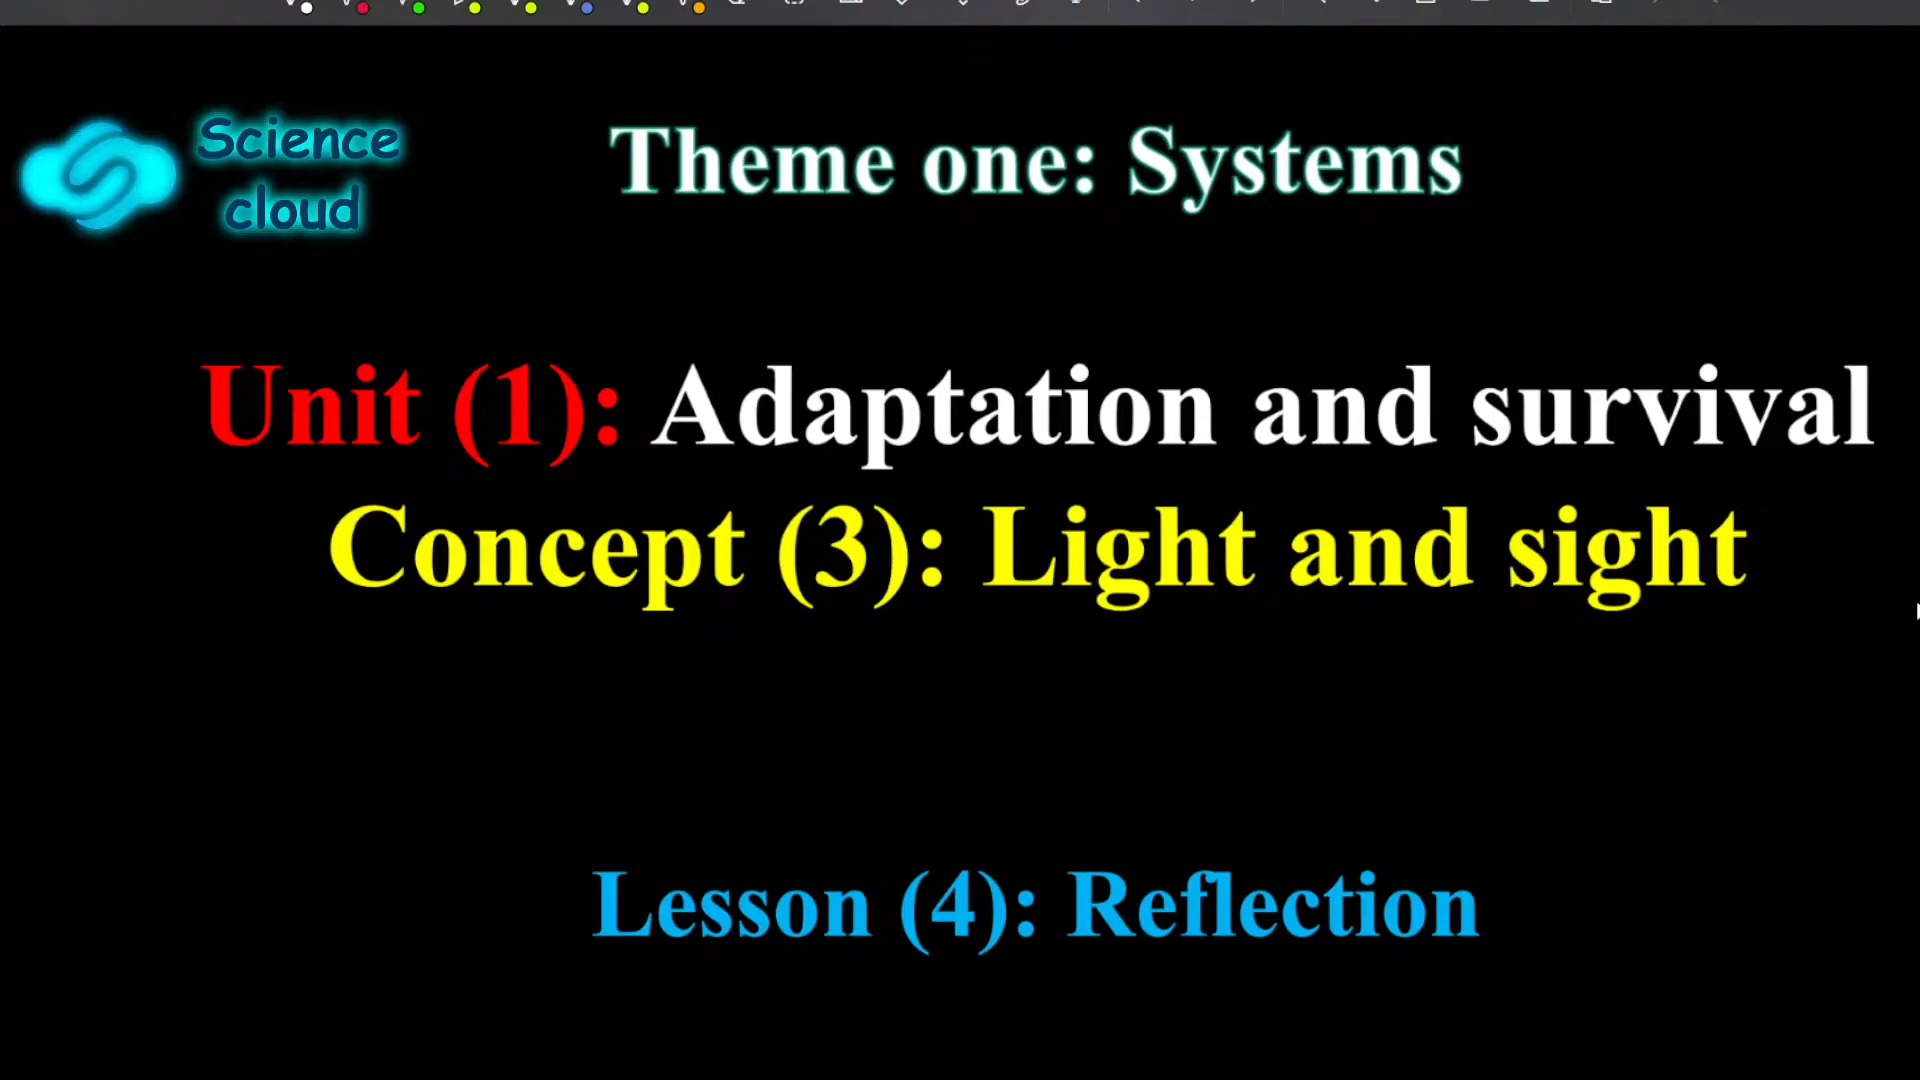 Science
cloud
Theme one: Systems
Unit (1): Adaptation and survival
Concept (3): Light and sight
Lesson (4): Reflection